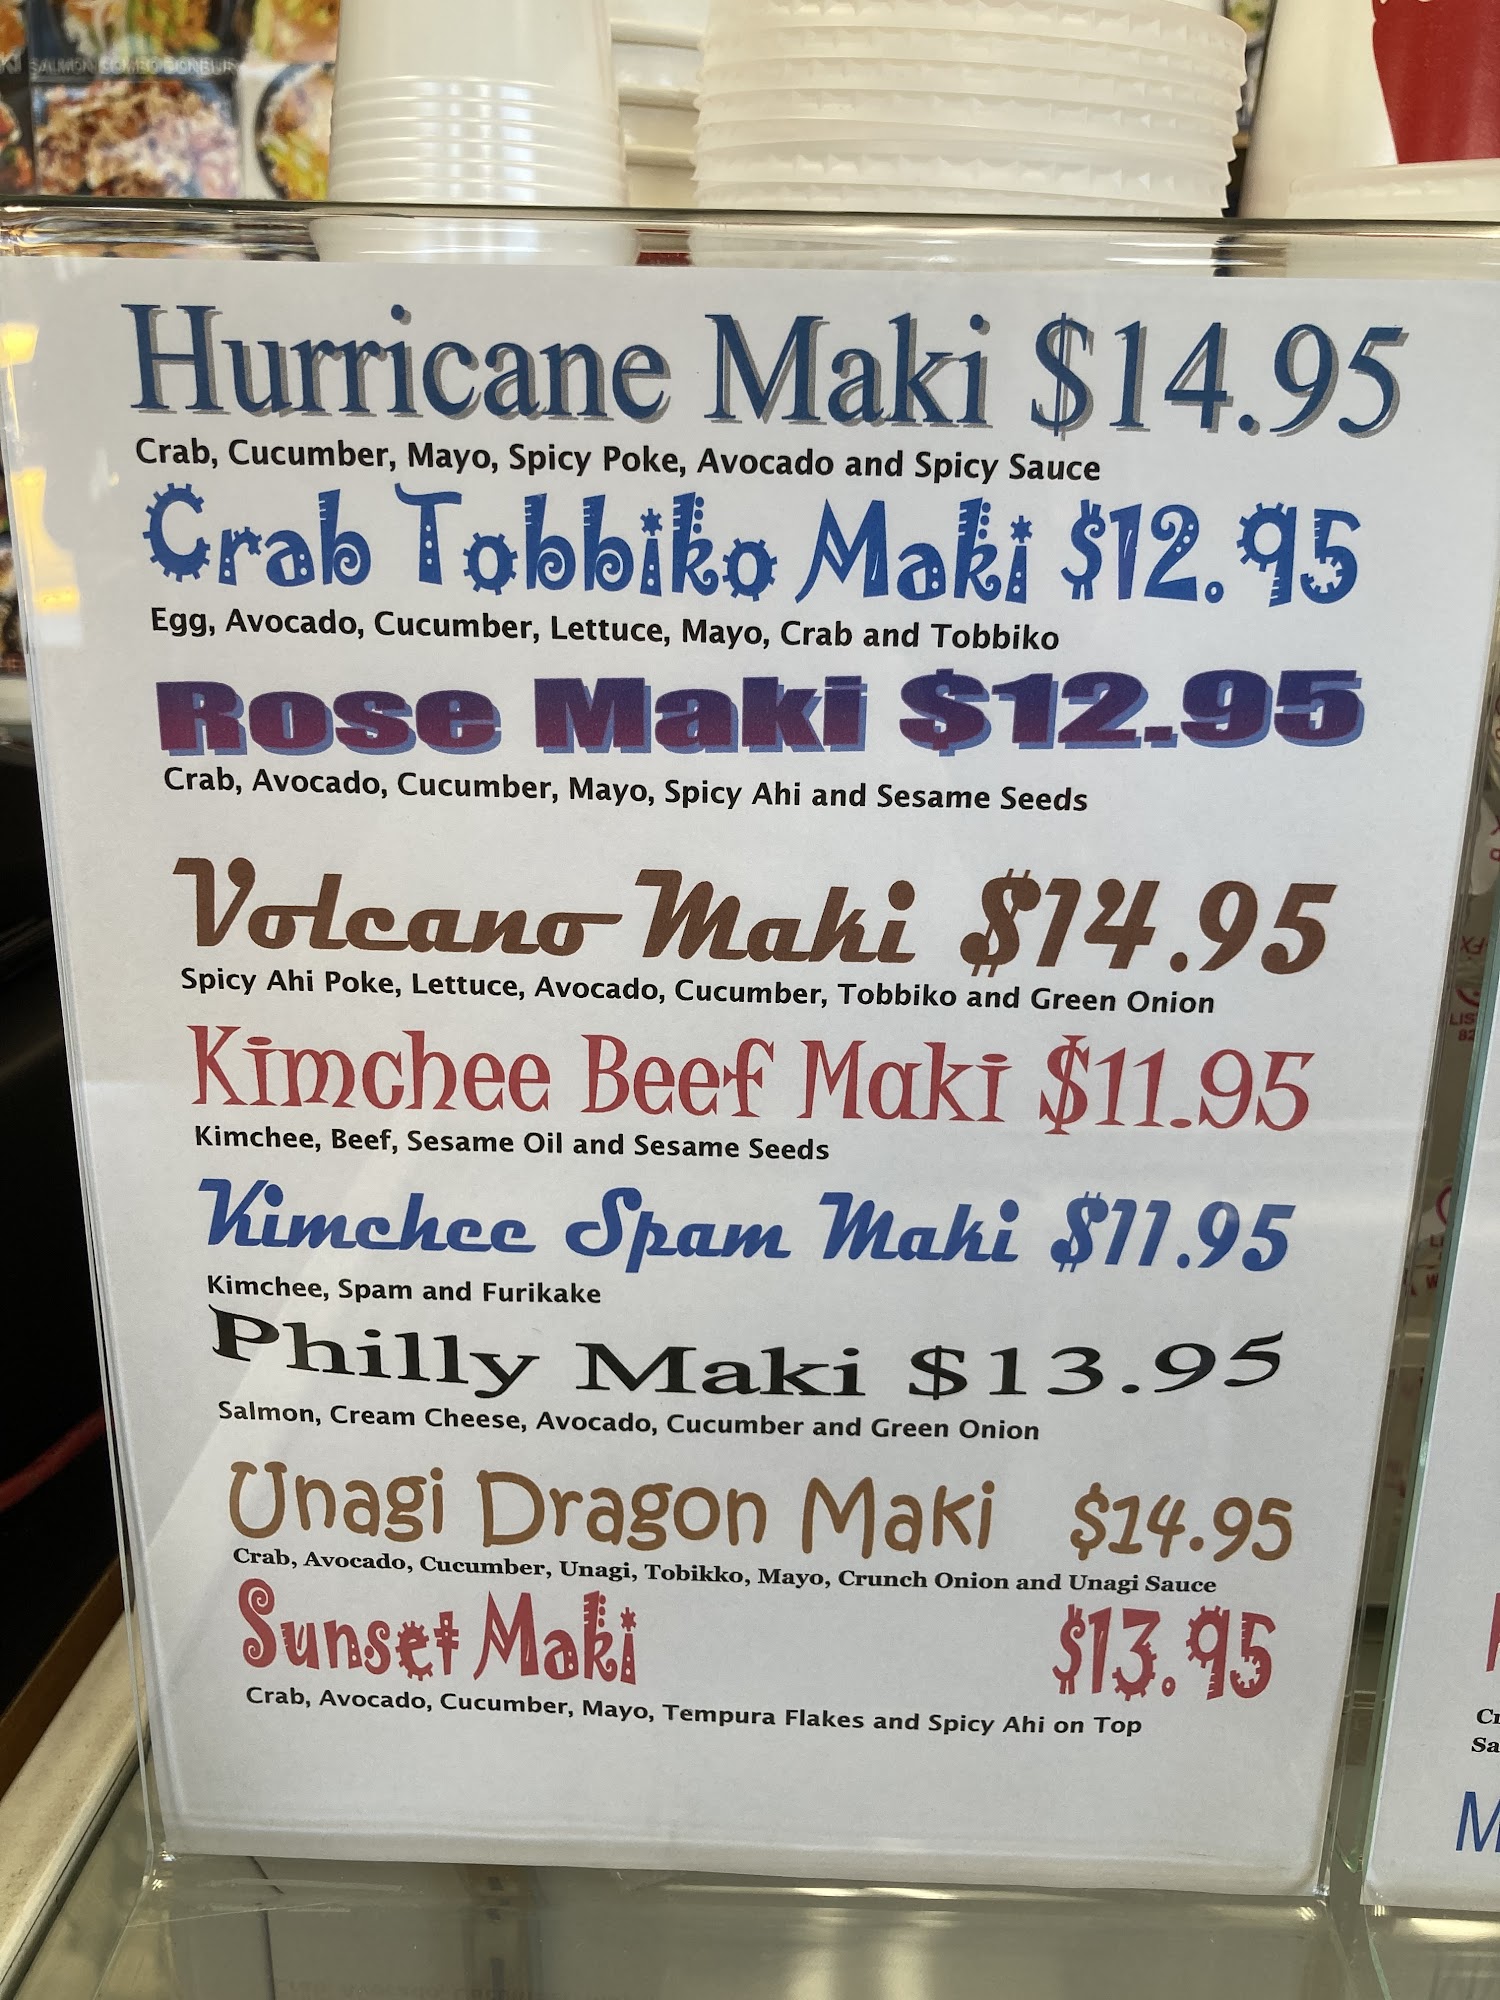 SALMON COMBO
Hurricane Maki $14.95
Crab, Cucumber, Mayo, Spicy Poke, Avocado and Spicy Sauce
Crab Tobbiko Maki $12.95
Egg, Avocado, Cucumber, Lettuce, Mayo, Crab and Tobbiko
Rose Maki $12.95
Crab, Avocado, Cucumber, Mayo, Spicy Ahi and Sesame Seeds
Volcano Maki $14.95
Spicy Ahi Poke, Lettuce, Avocado, Cucumber, Tobbiko and Green Onion
Kimchee Beef Maki $11.95
Kimchee, Beef, Sesame Oil and Sesame Seeds
Kimchee Spam Maki $11.95
Kimchee, Spam and Furikake
Philly Maki $13.95
Salmon, Cream Cheese, Avocado, Cucumber and Green Onion
Unagi Dragon Maki $14.95
Crab, Avocado, Cucumber, Unagi, Tobikko, Mayo, Crunch Onion and Unagi Sauce
Sunset Maki $13.95
Crab, Avocado, Cucumber, Mayo, Tempura Flakes and Spicy Ahi on Top